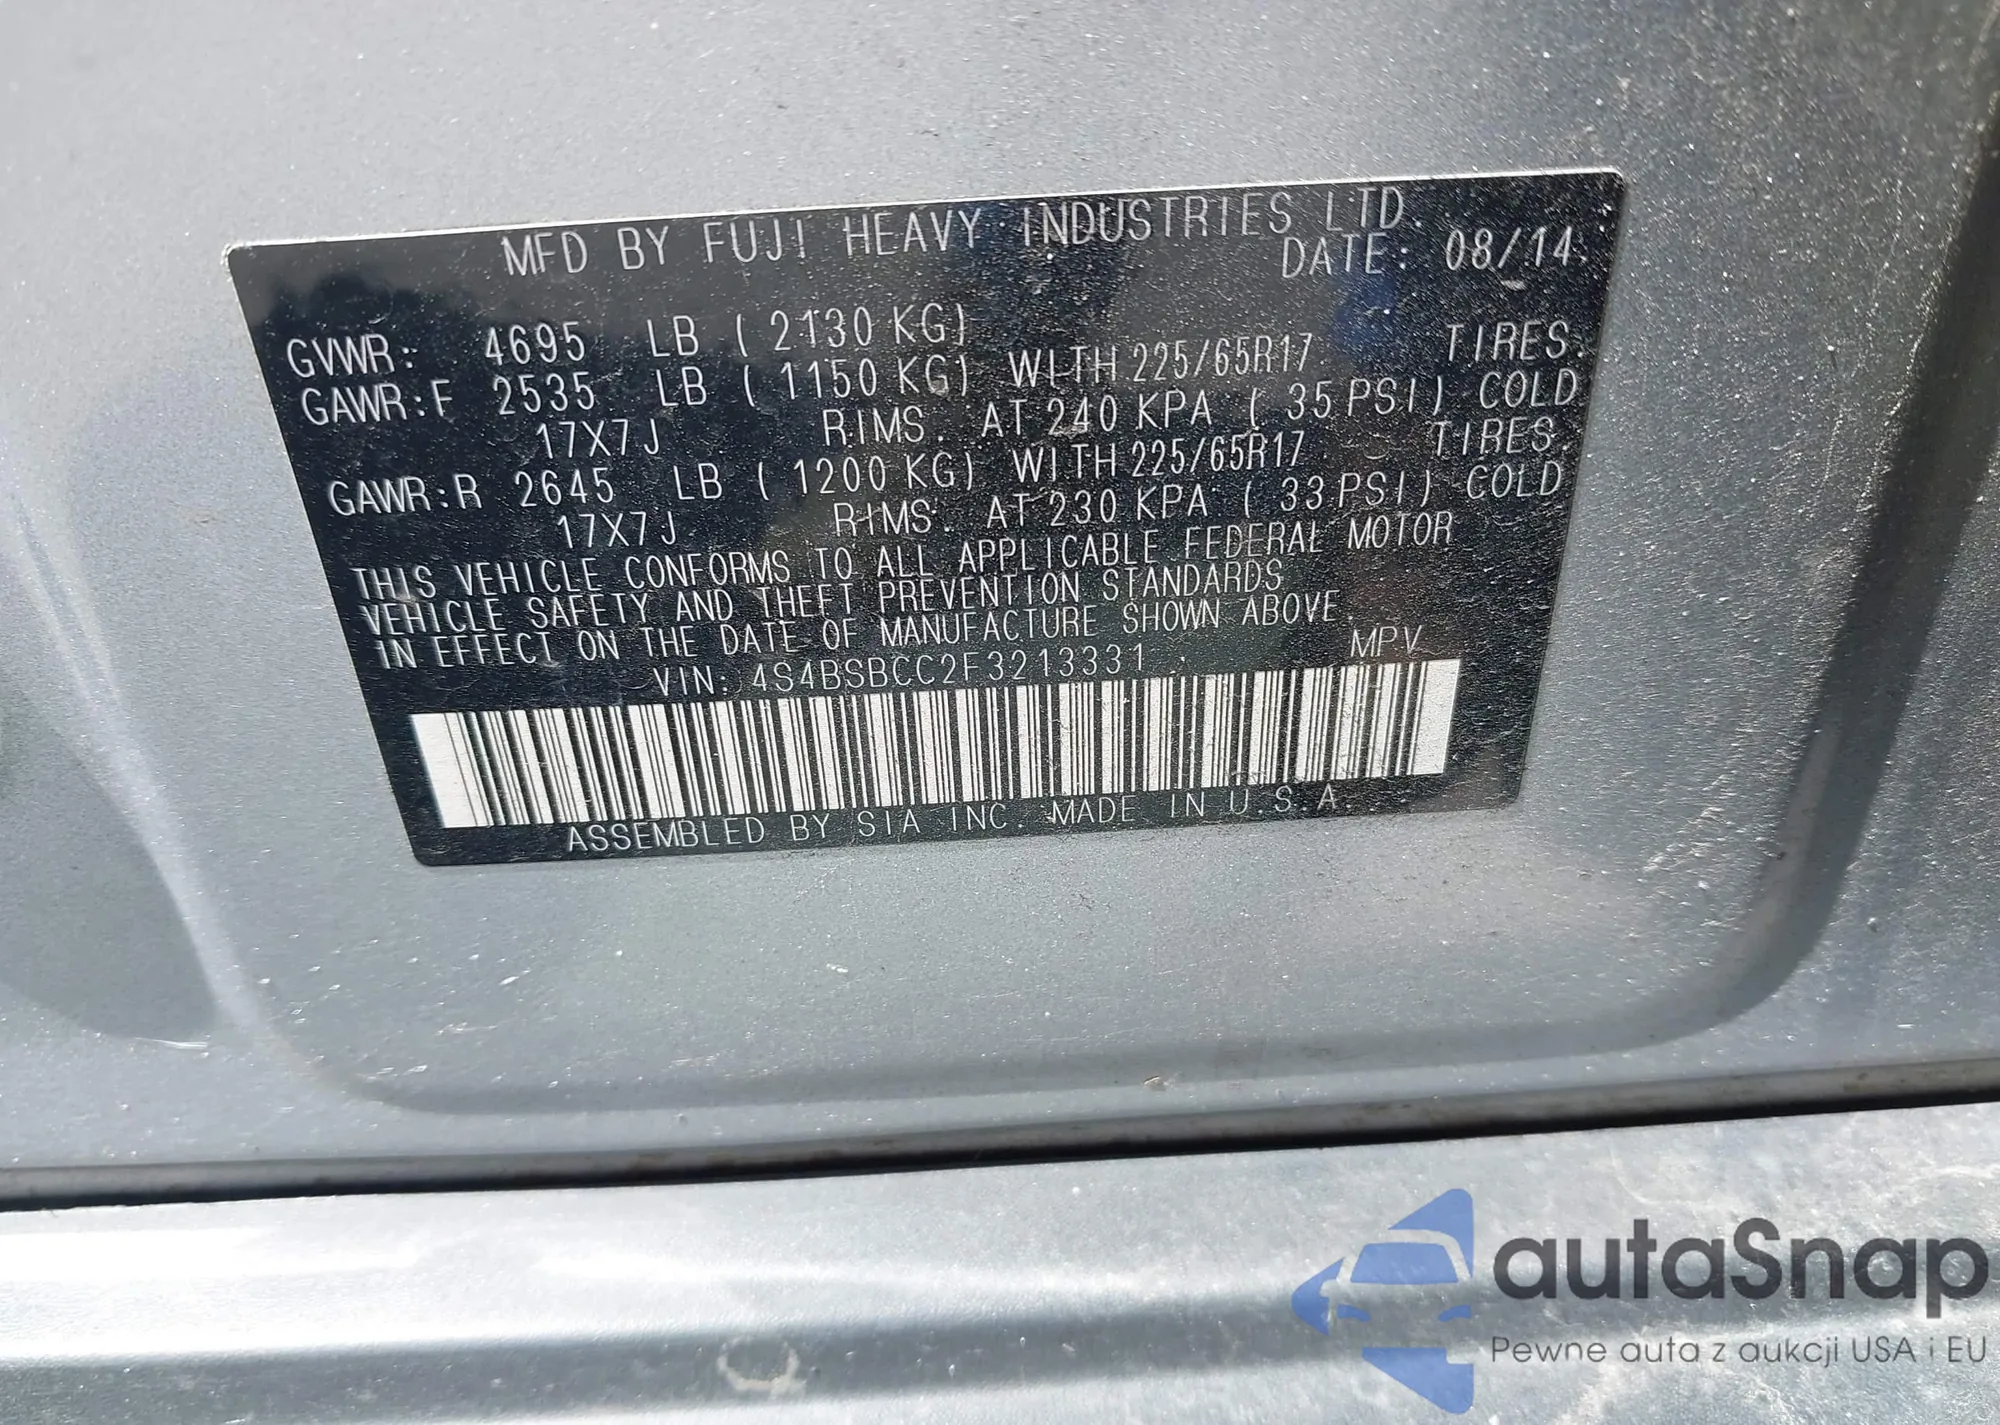 MFD BY FUJI HEAVY INDUSTRIES LTD.
DATE: 08/14
GVWR: 4695 LB ( 2130 KG)
GAWR:F 2535 LB ( 1150 KG) WITH 225/65R17 TIRES.
17X7J RIMS. AT 240 KPA ( 35 PSI) COLD
GAWR:R 2645 LB ( 1200 KG) WITH 225/65R17 TIRES.
17X7J RIMS. AT 230 KPA ( 33 PSI) COLD
THIS VEHICLE CONFORMS TO ALL APPLICABLE FEDERAL MOTOR
VEHICLE SAFETY AND THEFT PREVENTION STANDARDS
IN EFFECT ON THE DATE OF MANUFACTURE SHOWN ABOVE.
VIN: 4S4BSBCC2F3213331 MPV
ASSEMBLED BY SIA INC. MADE IN U.S.A.
autaSnap
Pewne auta z aukcji USA i EU